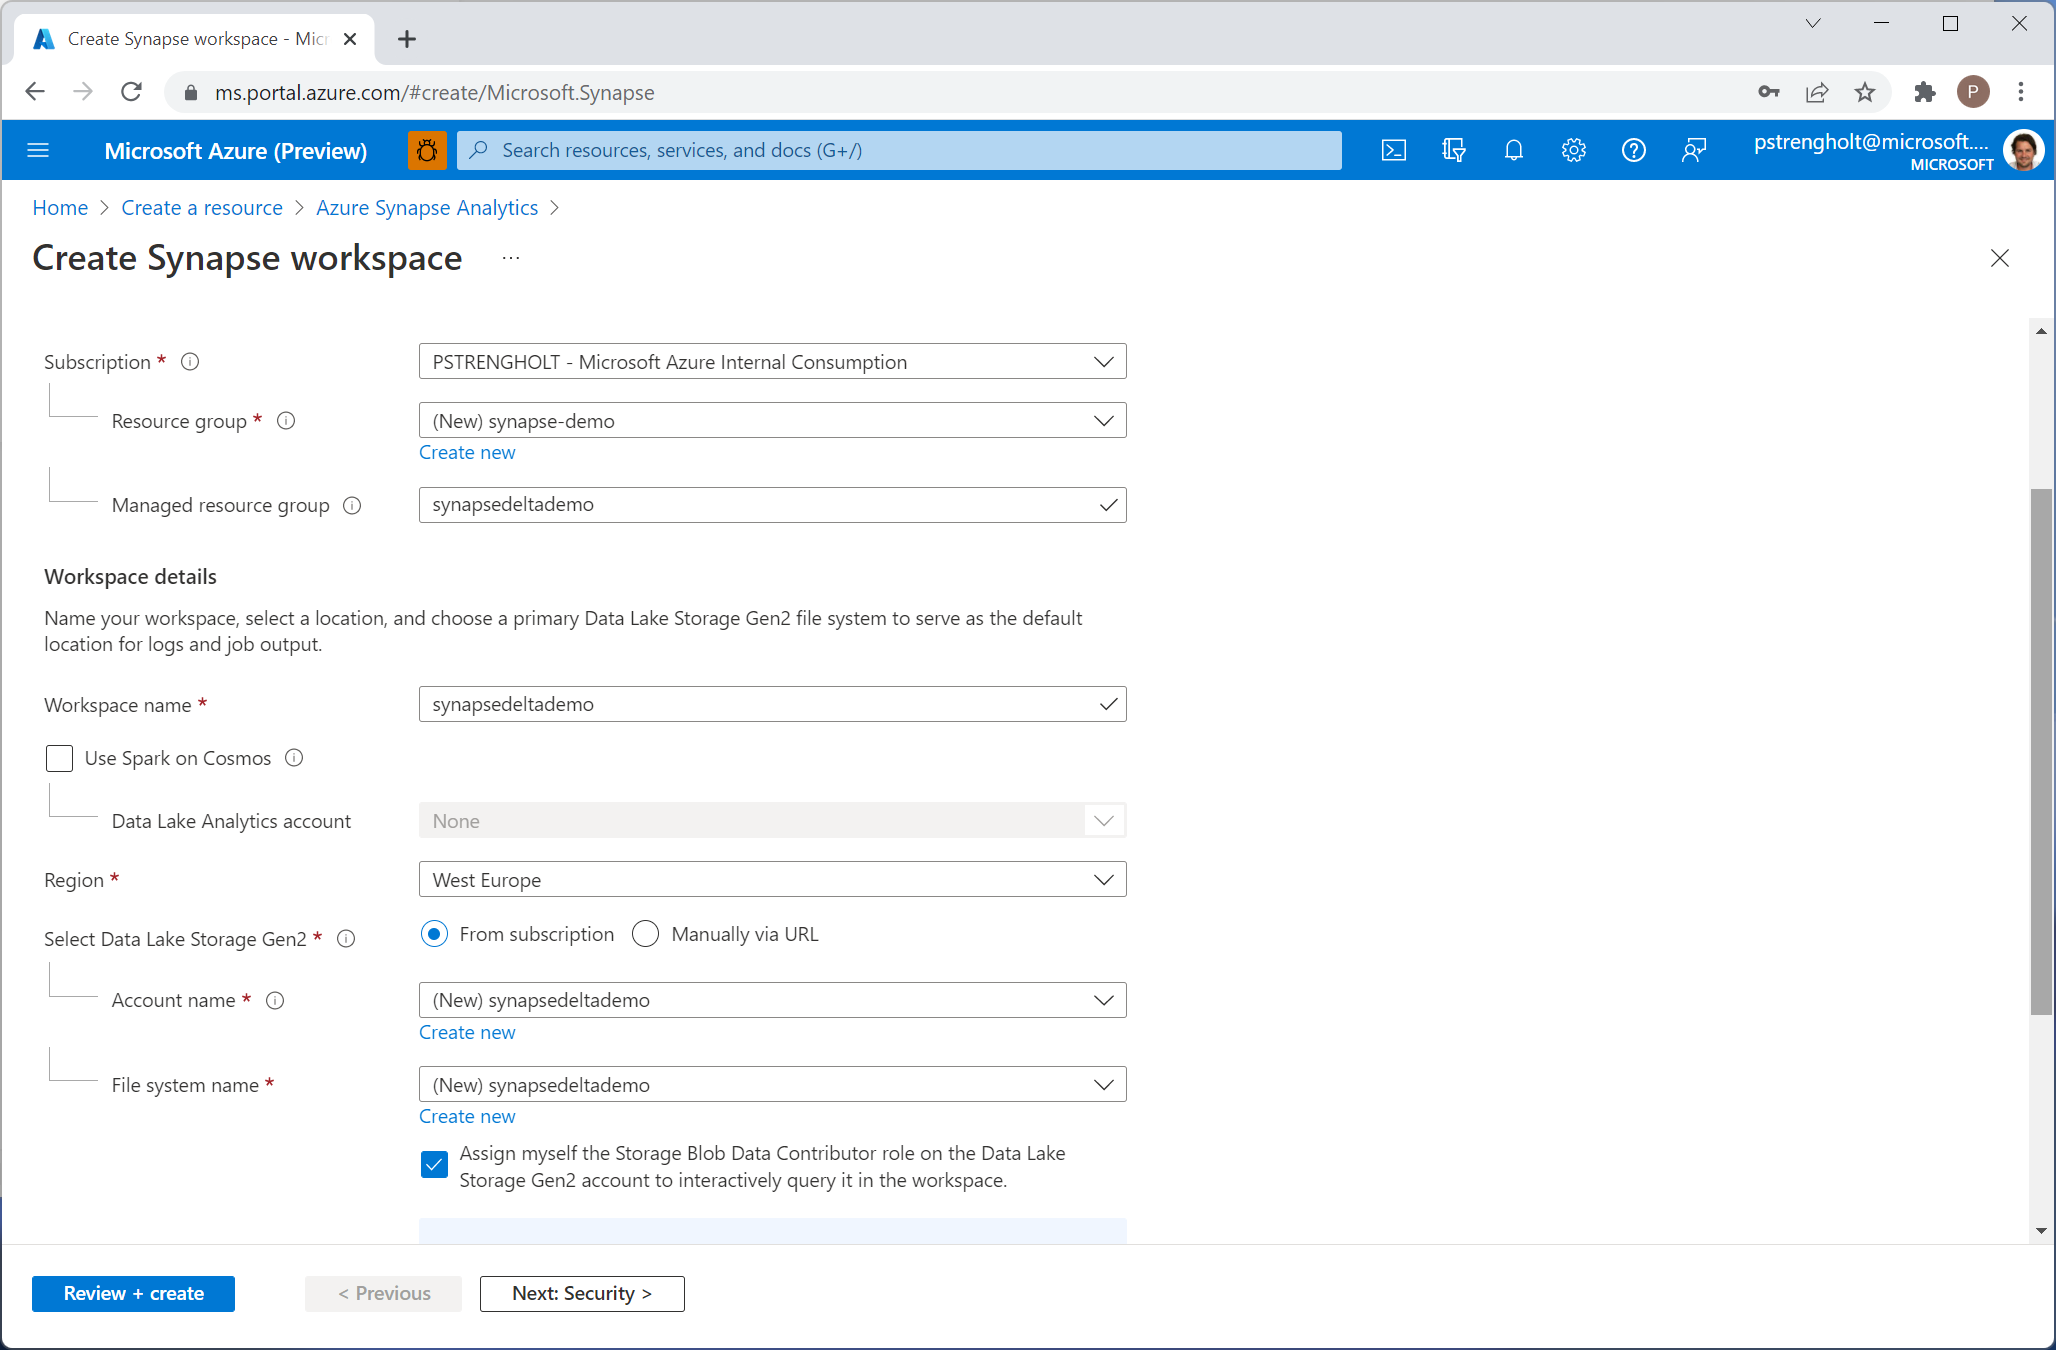 Create Synapse workspace - Micr
ms.portal.azure.com/#create/Microsoft.Synapse
P
Microsoft Azure (Preview)
Search resources, services, and docs (G+/)
pstrengholt@microsoft....
MICROSOFT
Home > Create a resource > Azure Synapse Analytics >
Create Synapse workspace ...
Subscription *
PSTRENGHOLT - Microsoft Azure Internal Consumption
Resource group *
(New) synapse-demo
Create new
Managed resource group
synapsedeltademo
Workspace details
Name your workspace, select a location, and choose a primary Data Lake Storage Gen2 file system to serve as the default
location for logs and job output.
Workspace name *
synapsedeltademo
Use Spark on Cosmos
Data Lake Analytics account
None
Region *
West Europe
Select Data Lake Storage Gen2 *
From subscription
Manually via URL
Account name *
(New) synapsedeltademo
Create new
File system name *
(New) synapsedeltademo
Create new
Assign myself the Storage Blob Data Contributor role on the Data Lake
Storage Gen2 account to interactively query it in the workspace.
Review + create
< Previous
Next: Security >